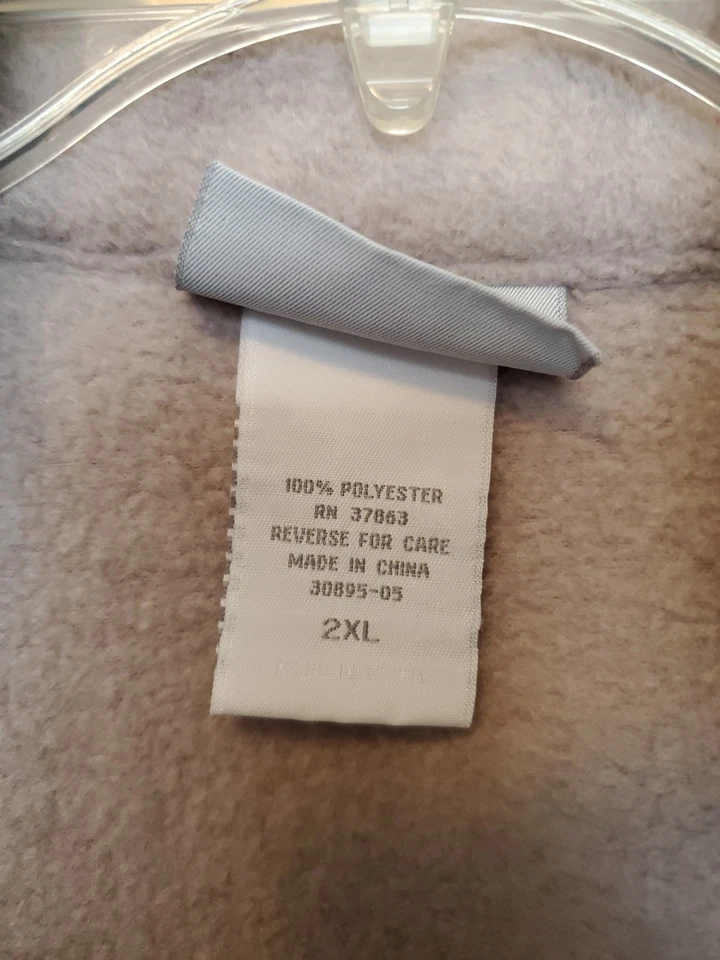 100% POLYESTER
RN 37863
REVERSE FOR CARE
MADE IN CHINA
30895-05
2XL